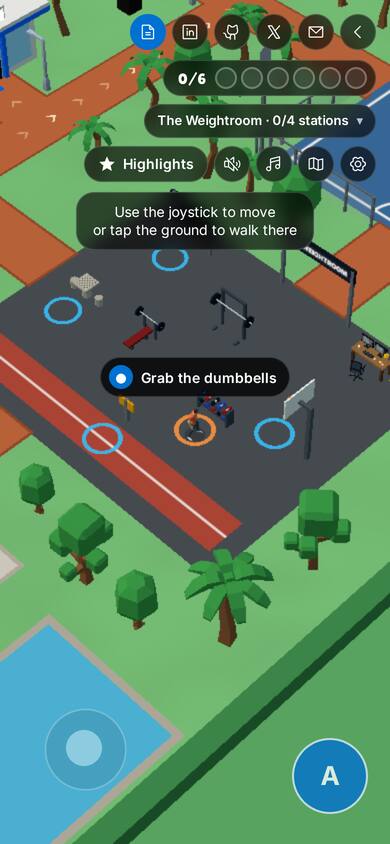 in
X
0/6
The Weightroom · 0/4 stations ▾
Highlights
Use the joystick to move
or tap the ground to walk there
WEIGHTROOM
Grab the dumbbells
A